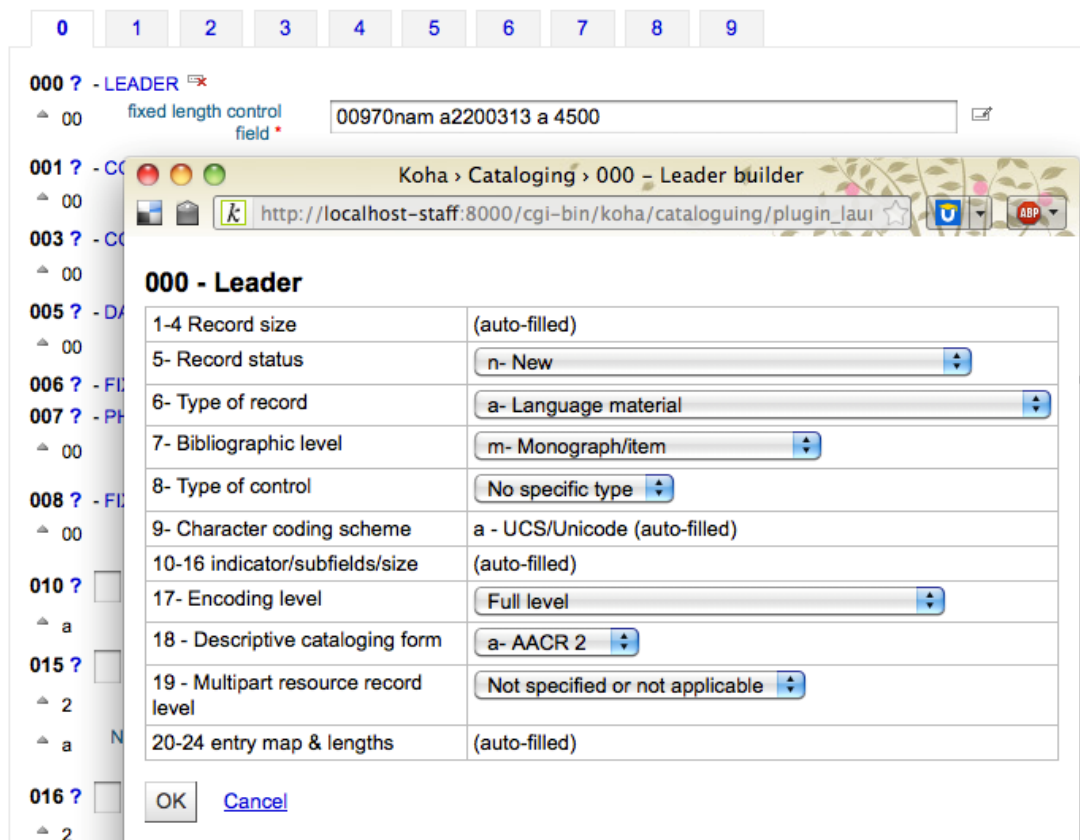 0 1 2 3 4 5 6 7 8 9
000 ? - LEADER
00 fixed length control field * 00970nam a2200313 a 4500
001 ? - CO
00
003 ? - CO
00
005 ? - DA
00
006 ? - FI
007 ? - PH
00
008 ? - FI
00
010 ?
a
015 ?
2
a N
016 ?
2
Koha › Cataloging › 000 – Leader builder
k http://localhost-staff:8000/cgi-bin/koha/cataloguing/plugin_laun ABP
000 - Leader
1-4 Record size (auto-filled)
5- Record status n- New
6- Type of record a- Language material
7- Bibliographic level m- Monograph/item
8- Type of control No specific type
9- Character coding scheme a - UCS/Unicode (auto-filled)
10-16 indicator/subfields/size (auto-filled)
17- Encoding level Full level
18 - Descriptive cataloging form a- AACR 2
19 - Multipart resource record level Not specified or not applicable
20-24 entry map & lengths (auto-filled)
OK Cancel